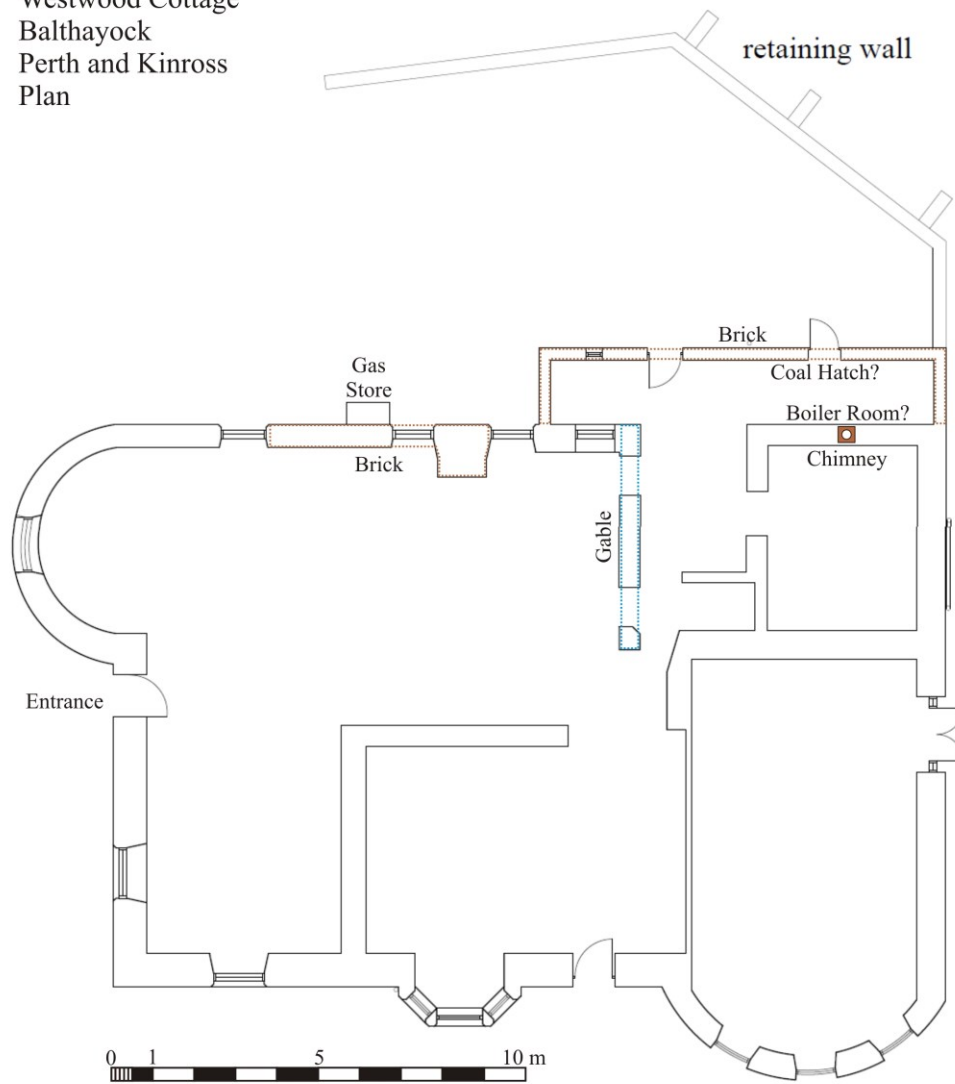 Westwood Cottage
Balthayock
Perth and Kinross
Plan
retaining wall
Brick
Coal Hatch?
Gas
Store
Boiler Room?
Brick
Chimney
Gable
Entrance
0 1 5 10 m